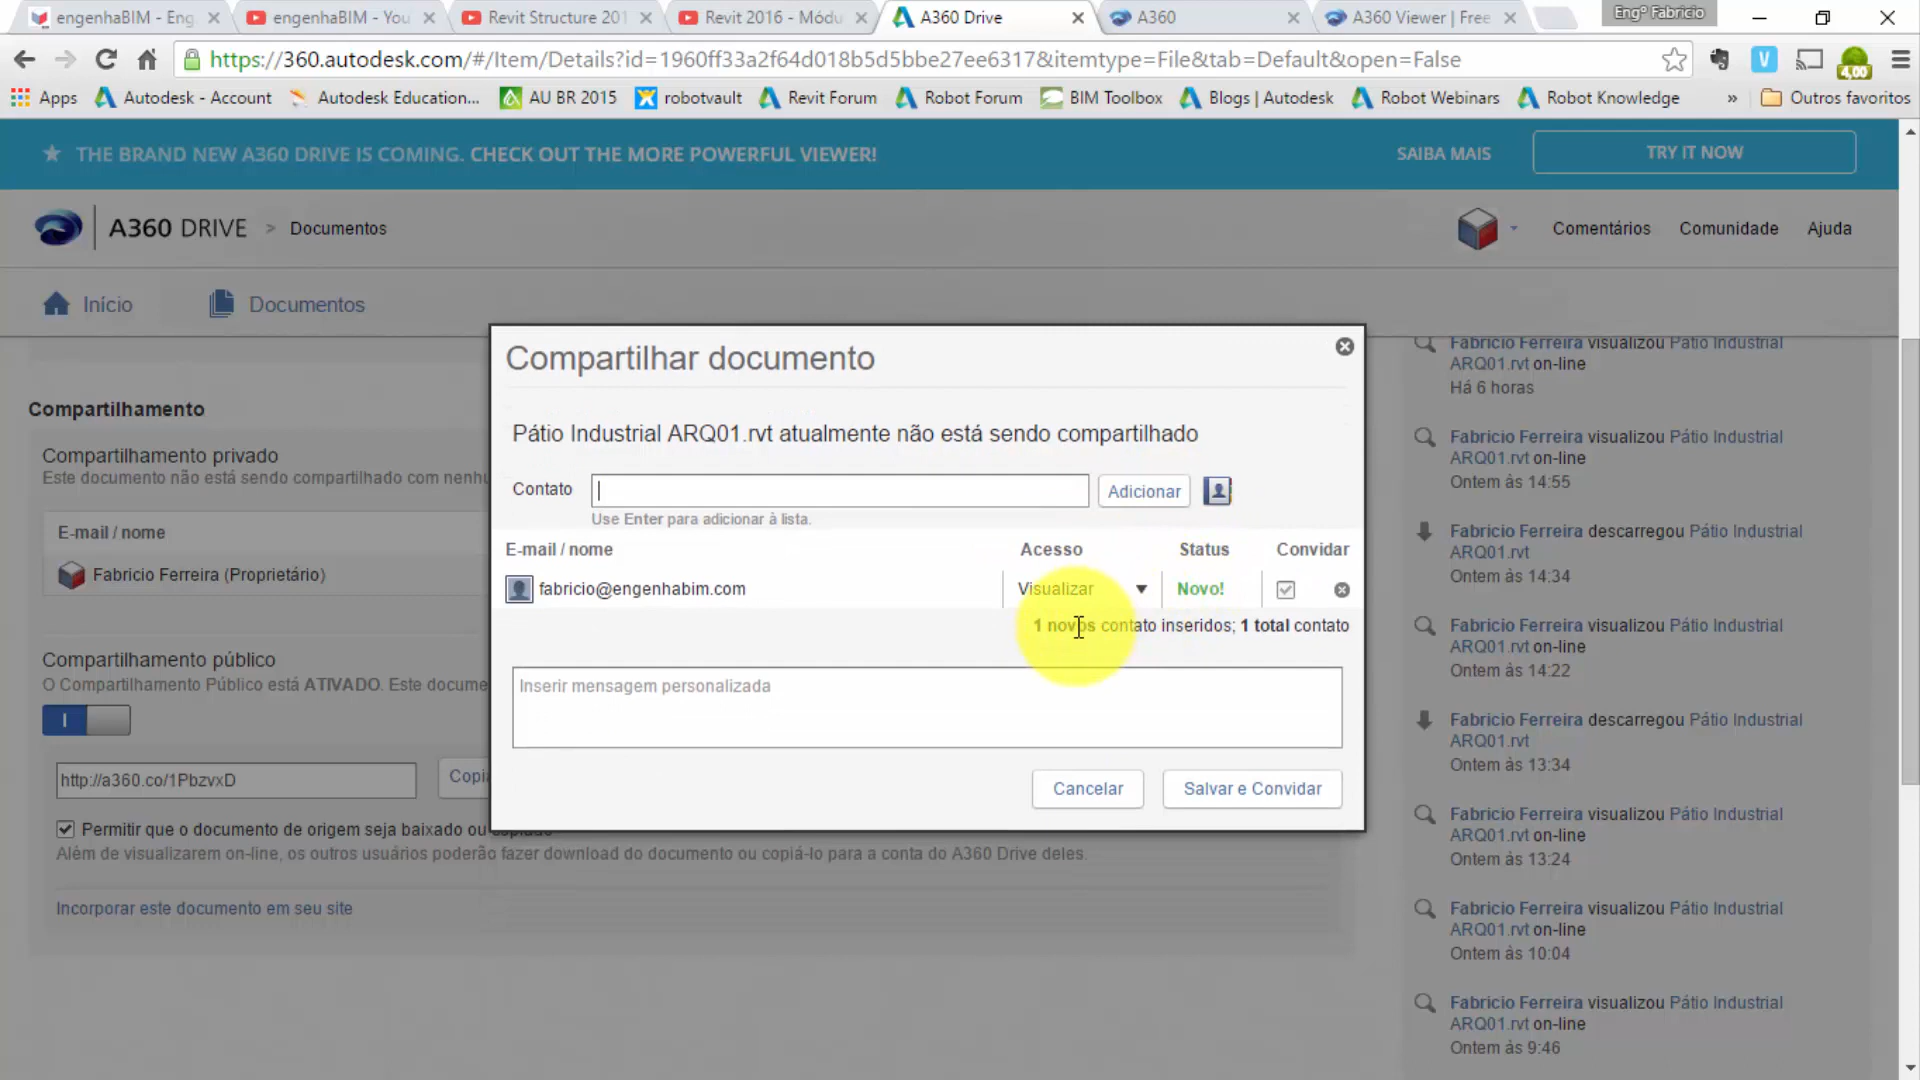 engenhaBIM - Eng
engenhaBIM - You
Revit Structure 201
Revit 2016 - Módu
A360 Drive
A360
A360 Viewer | Free
Engº Fabricio
https://360.autodesk.com/#/Item/Details?id=1960ff33a2f64d018b5d5bbe27ee6317&itemtype=File&tab=Default&open=False
4,00
Apps
Autodesk - Account
Autodesk Education...
AU BR 2015
robotvault
Revit Forum
Robot Forum
BIM Toolbox
Blogs | Autodesk
Robot Webinars
Robot Knowledge
»
Outros favoritos
★ THE BRAND NEW A360 DRIVE IS COMING. CHECK OUT THE MORE POWERFUL VIEWER!
SAIBA MAIS
TRY IT NOW
A360 DRIVE > Documentos
Comentários
Comunidade
Ajuda
Início
Documentos
Compartilhamento
Compartilhamento privado
Este documento não está sendo compartilhado com nenhu
E-mail / nome
Fabricio Ferreira (Proprietário)
Compartilhamento público
O Compartilhamento Público está ATIVADO. Este docume
http://a360.co/1PbzvxD
Copia
Permitir que o documento de origem seja baixado ou copiado
Além de visualizarem on-line, os outros usuários poderão fazer download do documento ou copiá-lo para a conta do A360 Drive deles.
Incorporar este documento em seu site
Compartilhar documento
Pátio Industrial ARQ01.rvt atualmente não está sendo compartilhado
Contato
Adicionar
Use Enter para adicionar à lista.
E-mail / nome
Acesso
Status
Convidar
fabricio@engenhabim.com
Visualizar
Novo!
1 novos contato inseridos; 1 total contato
Inserir mensagem personalizada
Cancelar
Salvar e Convidar
Fabricio Ferreira visualizou Pátio Industrial
ARQ01.rvt on-line
Há 6 horas
Fabricio Ferreira visualizou Pátio Industrial
ARQ01.rvt on-line
Ontem às 14:55
Fabricio Ferreira descarregou Pátio Industrial
ARQ01.rvt
Ontem às 14:34
Fabricio Ferreira visualizou Pátio Industrial
ARQ01.rvt on-line
Ontem às 14:22
Fabricio Ferreira descarregou Pátio Industrial
ARQ01.rvt
Ontem às 13:34
Fabricio Ferreira visualizou Pátio Industrial
ARQ01.rvt on-line
Ontem às 13:24
Fabricio Ferreira visualizou Pátio Industrial
ARQ01.rvt on-line
Ontem às 10:04
Fabricio Ferreira visualizou Pátio Industrial
ARQ01.rvt on-line
Ontem às 9:46